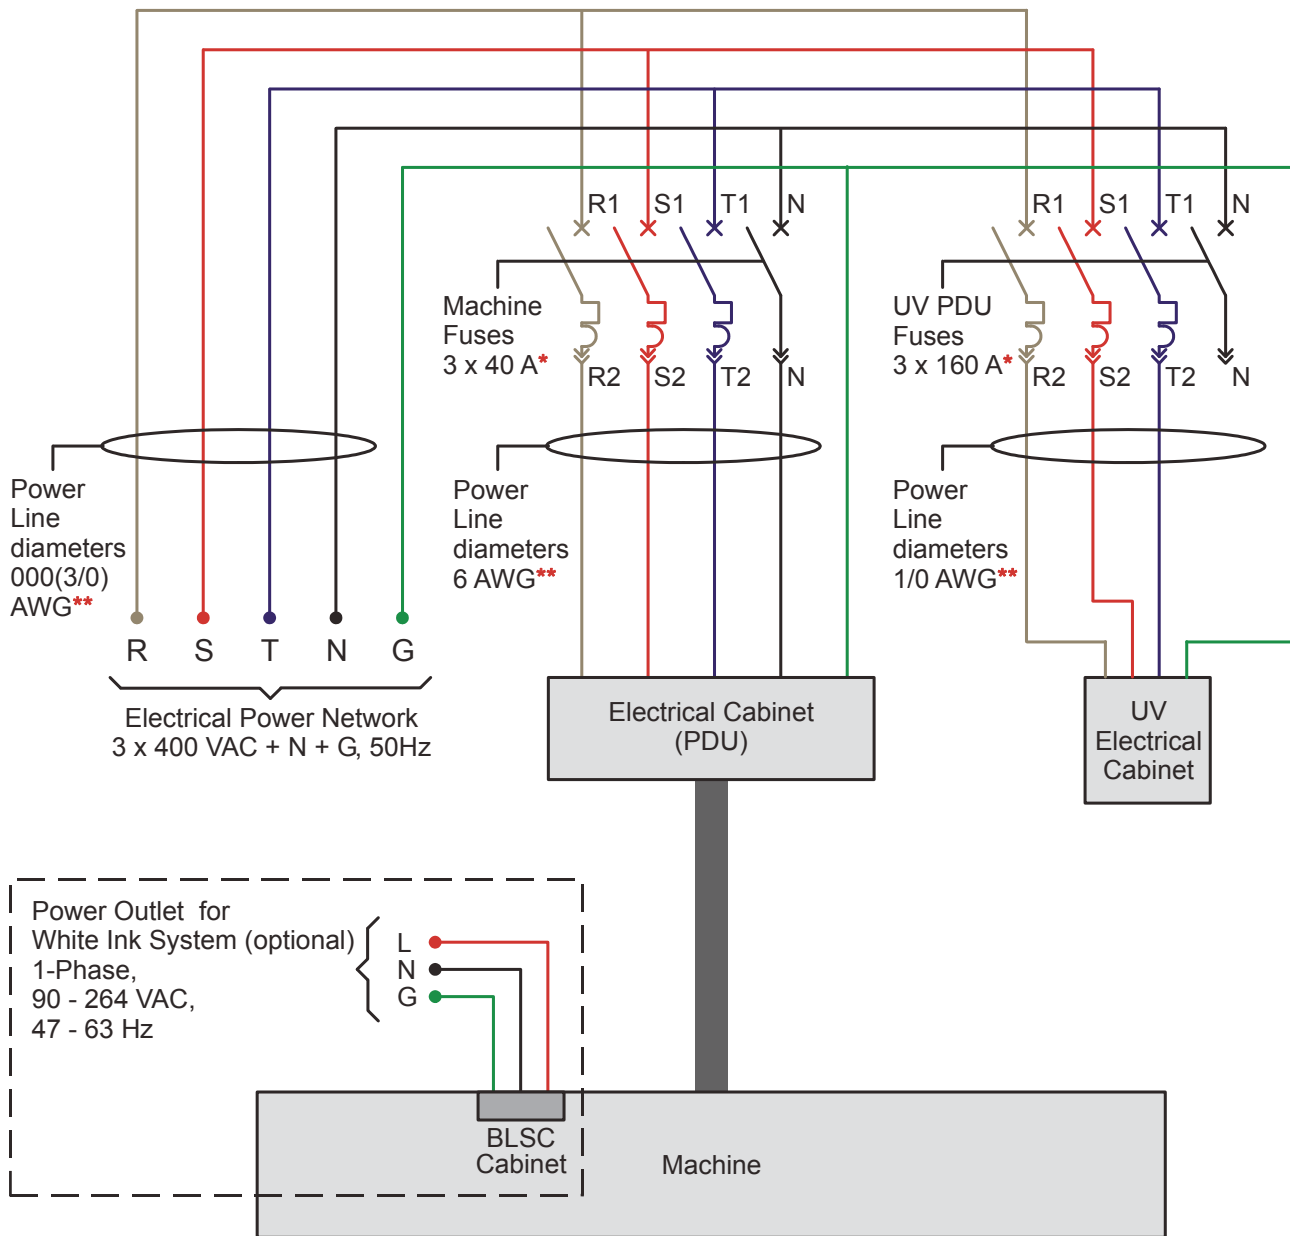 R1 S1 T1 N
R1 S1 T1 N
Machine
Fuses
3 x 40 A*
UV PDU
Fuses
3 x 160 A*
R2 S2 T2 N
R2 S2 T2 N
Power
Line
diameters
000(3/0)
AWG**
Power
Line
diameters
6 AWG**
Power
Line
diameters
1/0 AWG**
R S T N G
Electrical Power Network
3 x 400 VAC + N + G, 50Hz
Electrical Cabinet
(PDU)
UV
Electrical
Cabinet
Power Outlet for
White Ink System (optional)
1-Phase,
90 - 264 VAC,
47 - 63 Hz
L
N
G
BLSC
Cabinet
Machine